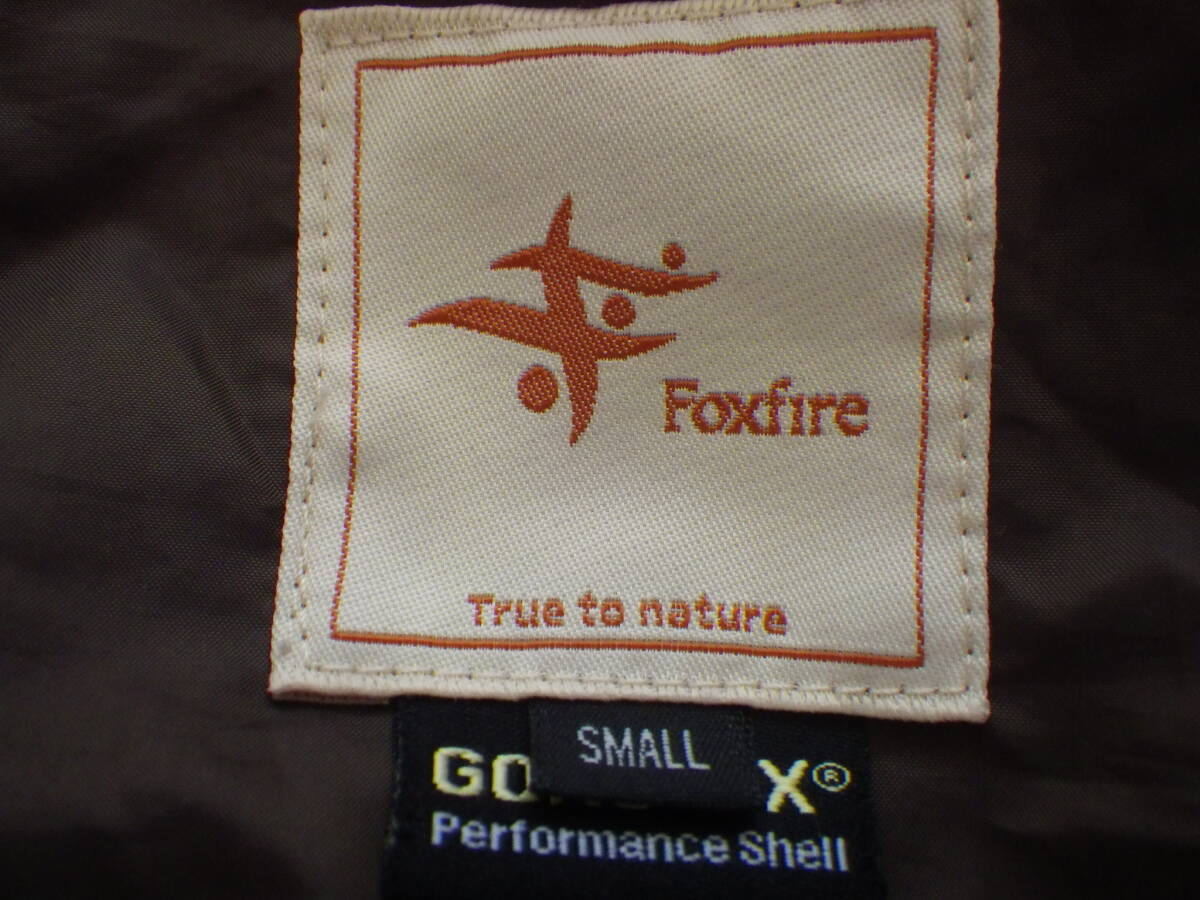 Foxfire
True to nature
SMALL
X®
Performance Shell